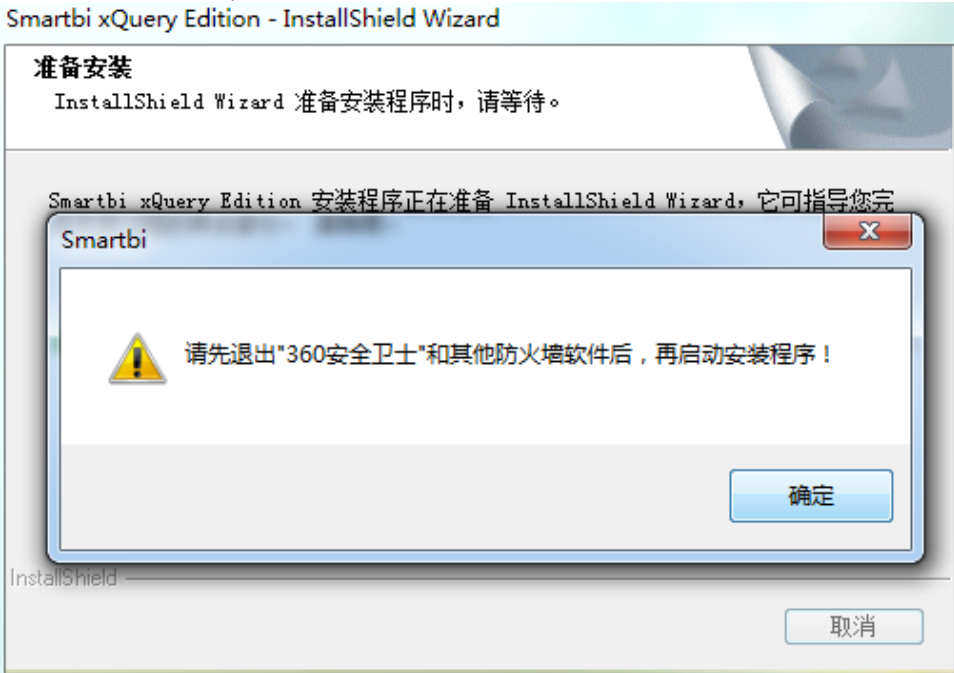 Smartbi xQuery Edition - InstallShield Wizard
准备安装
InstallShield Wizard 准备安装程序时，请等待。
Smartbi xQuery Edition 安装程序正在准备 InstallShield Wizard，它可指导您完
Smartbi
请先退出"360安全卫士"和其他防火墙软件后，再启动安装程序！
确定
InstallShield
取消